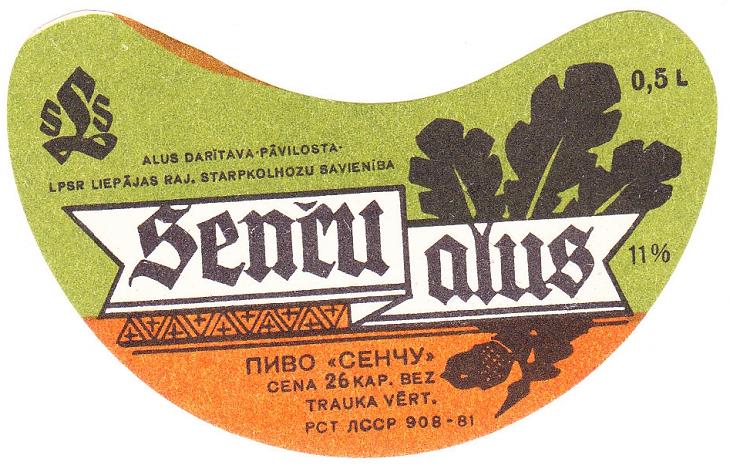 SLS
0,5 L
ALUS DARĪTAVA·PĀVILOSTA·
LPSR LIEPĀJAS RAJ. STARPKOLHOZU SAVIENĪBA
Senču
alus
11%
ПИВО «СЕНЧУ»
CENA 26 KAP. BEZ
TRAUKA VĒRT.
РСТ ЛССР 908-81